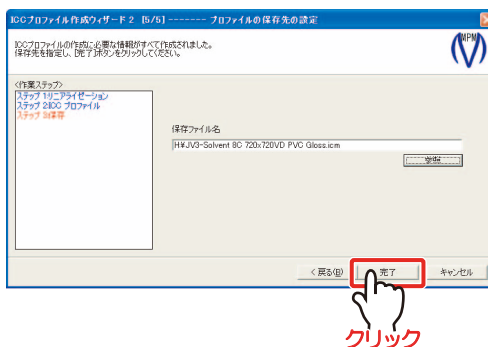 ICCプロファイル作成ウィザード2 [5/5] ------- プロファイルの保存先の設定
ICCプロファイルの作成に必要な情報がすべて作成されました。
保存先を指定し、[完了]ボタンをクリックしてください。
MPM
<作業ステップ>
ステップ 1:リニアライゼーション
ステップ 2:ICC プロファイル
ステップ 3:保存
保存ファイル名
H:¥JV3-Solvent 8C 720x720VD PVC Gloss.icm
参照
< 戻る(B)
完了
キャンセル
クリック